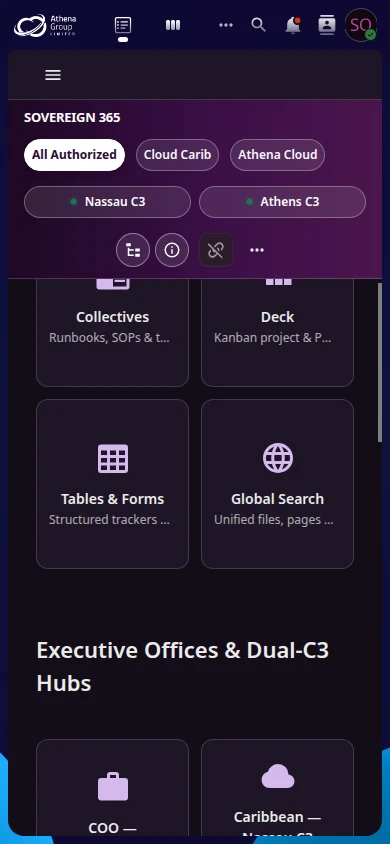 Athena
Group
LIMITED
SO
SOVEREIGN 365
All Authorized
Cloud Carib
Athena Cloud
Nassau C3
Athens C3
Collectives
Runbooks, SOPs & t...
Deck
Kanban project & P...
Tables & Forms
Structured trackers ...
Global Search
Unified files, pages ...
Executive Offices & Dual-C3
Hubs
COO —
Caribbean —
Nassau C3